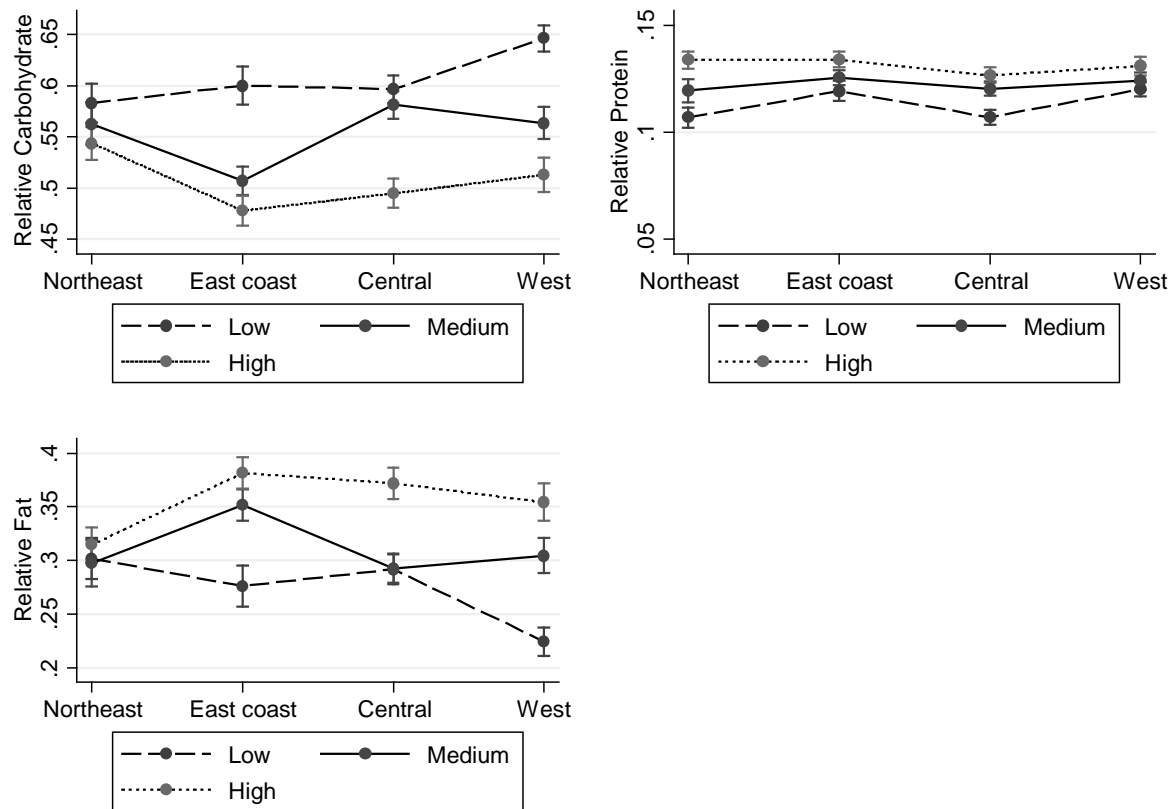 Relative Carbohydrate
.65
.6
.55
.5
.45
Northeast East coast Central West
Low Medium
High
Relative Protein
.15
.1
.05
Northeast East coast Central West
Low Medium
High
Relative Fat
.4
.35
.3
.25
.2
Northeast East coast Central West
Low Medium
High